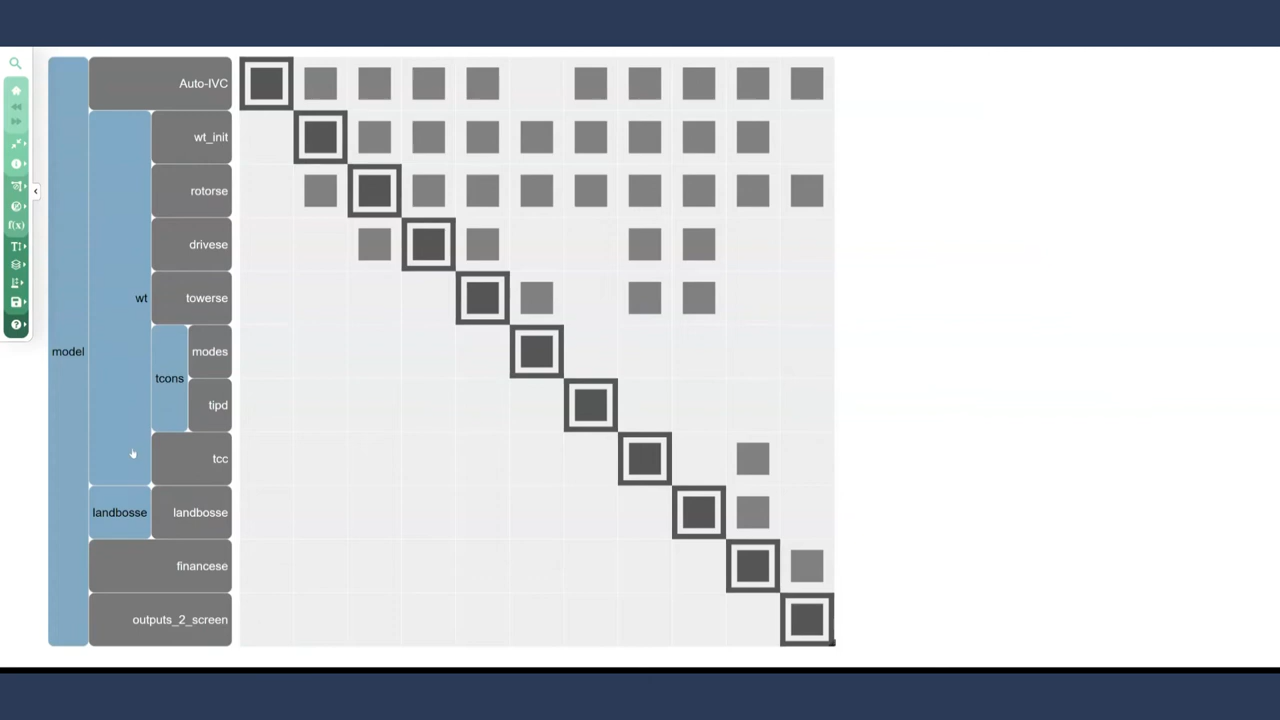 Auto-IVC
wt_init
rotorse
drivese
wt
towerse
model
modes
tcons
tipd
tcc
landbosse
landbosse
financese
outputs_2_screen
f(x)